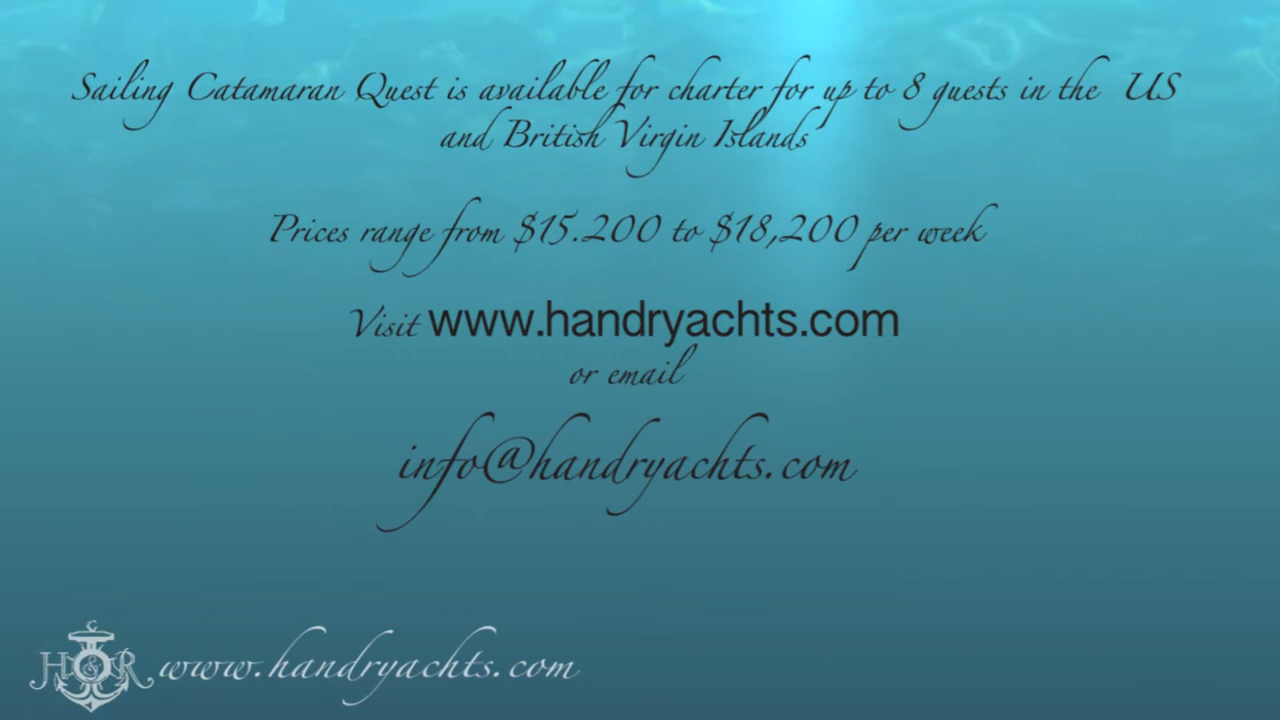 Sailing Catamaran Quest is available for charter for up to 8 guests in the US
and British Virgin Islands
Prices range from $15.200 to $18,200 per week
Visit www.handryachts.com
or email
info@handryachts.com
H&R www.handryachts.com